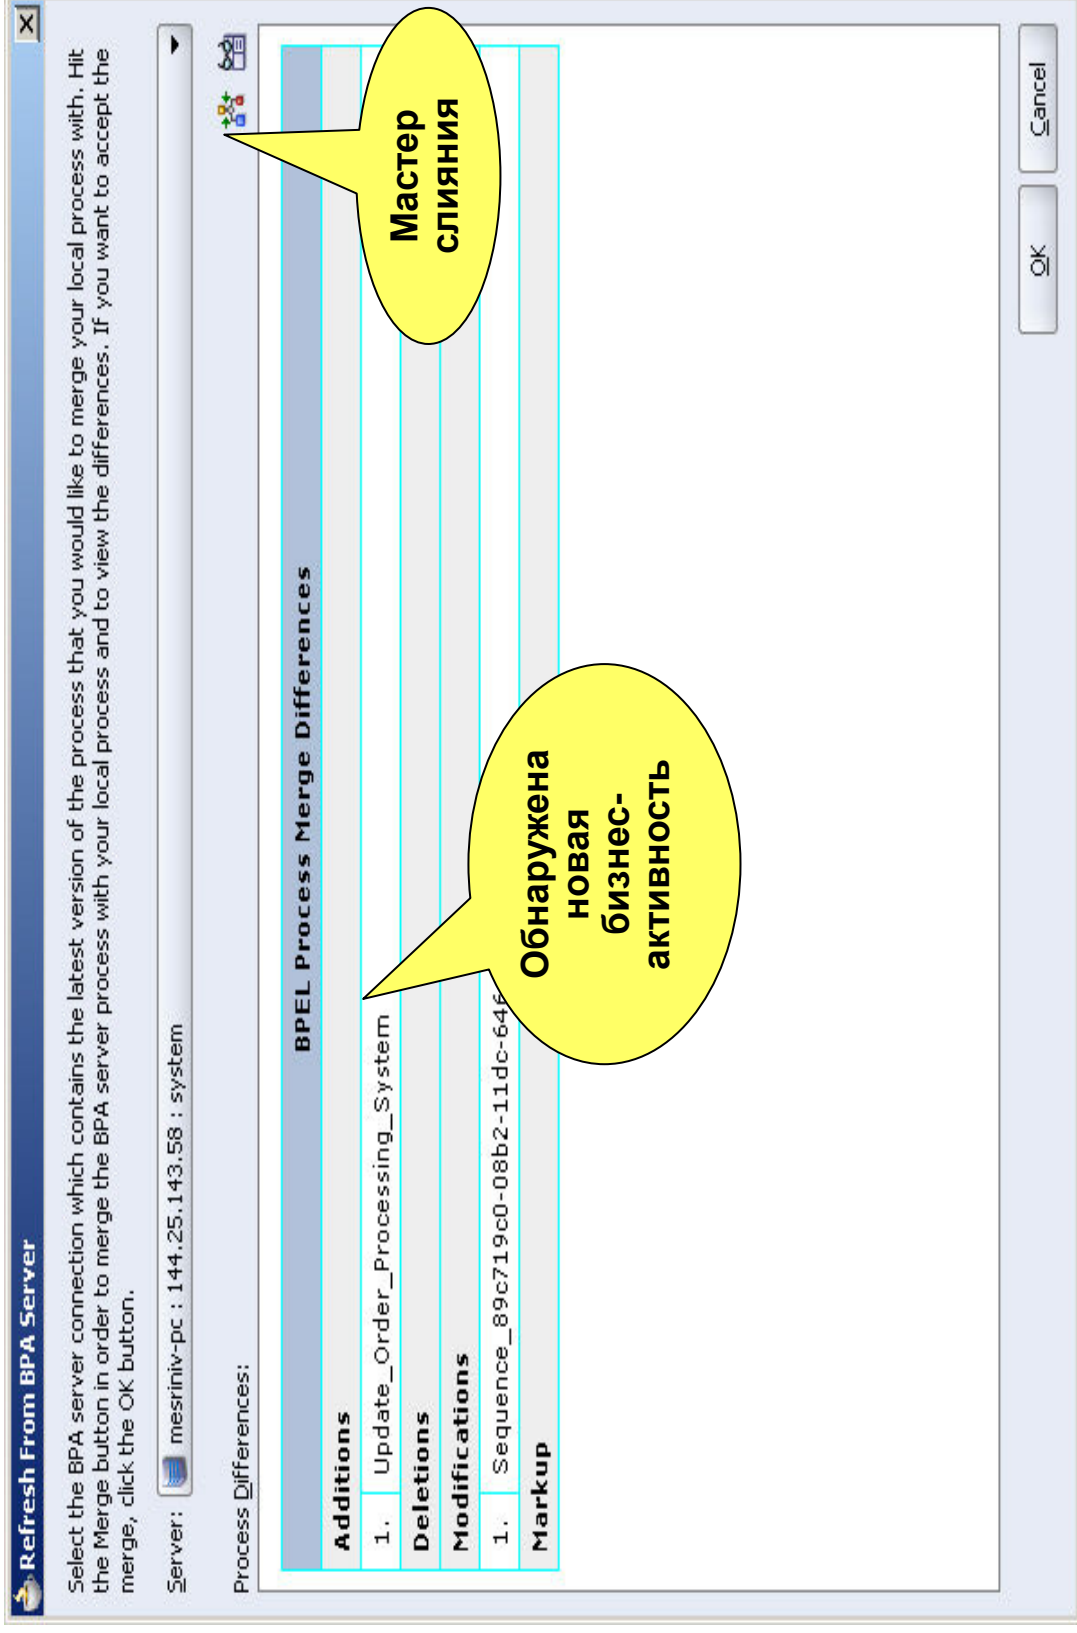 Refresh From BPA Server
Select the BPA server connection which contains the latest version of the process that you would like to merge your local process with. Hit
the Merge button in order to merge the BPA server process with your local process and to view the differences. If you want to accept the
merge, click the OK button.
Server: mesriniv-pc : 144.25.143.58 : system
Process Differences:
BPEL Process Merge Differences
Additions
1. Update_Order_Processing_System
Deletions
Modifications
1. Sequence_89c719c0-08b2-11dc-646
Markup
Мастер
слияния
Обнаружена
новая
бизнес-
активность
OK
Cancel